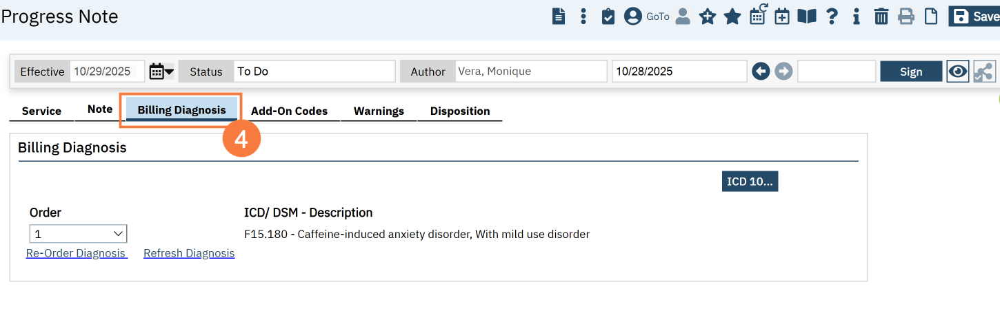 Progress Note
GoTo
Save
Effective 10/29/2025 Status To Do Author Vera, Monique 10/28/2025 Sign
Service Note Billing Diagnosis Add-On Codes Warnings Disposition
4
Billing Diagnosis
ICD 10...
Order ICD/ DSM - Description
1 F15.180 - Caffeine-induced anxiety disorder, With mild use disorder
Re-Order Diagnosis Refresh Diagnosis